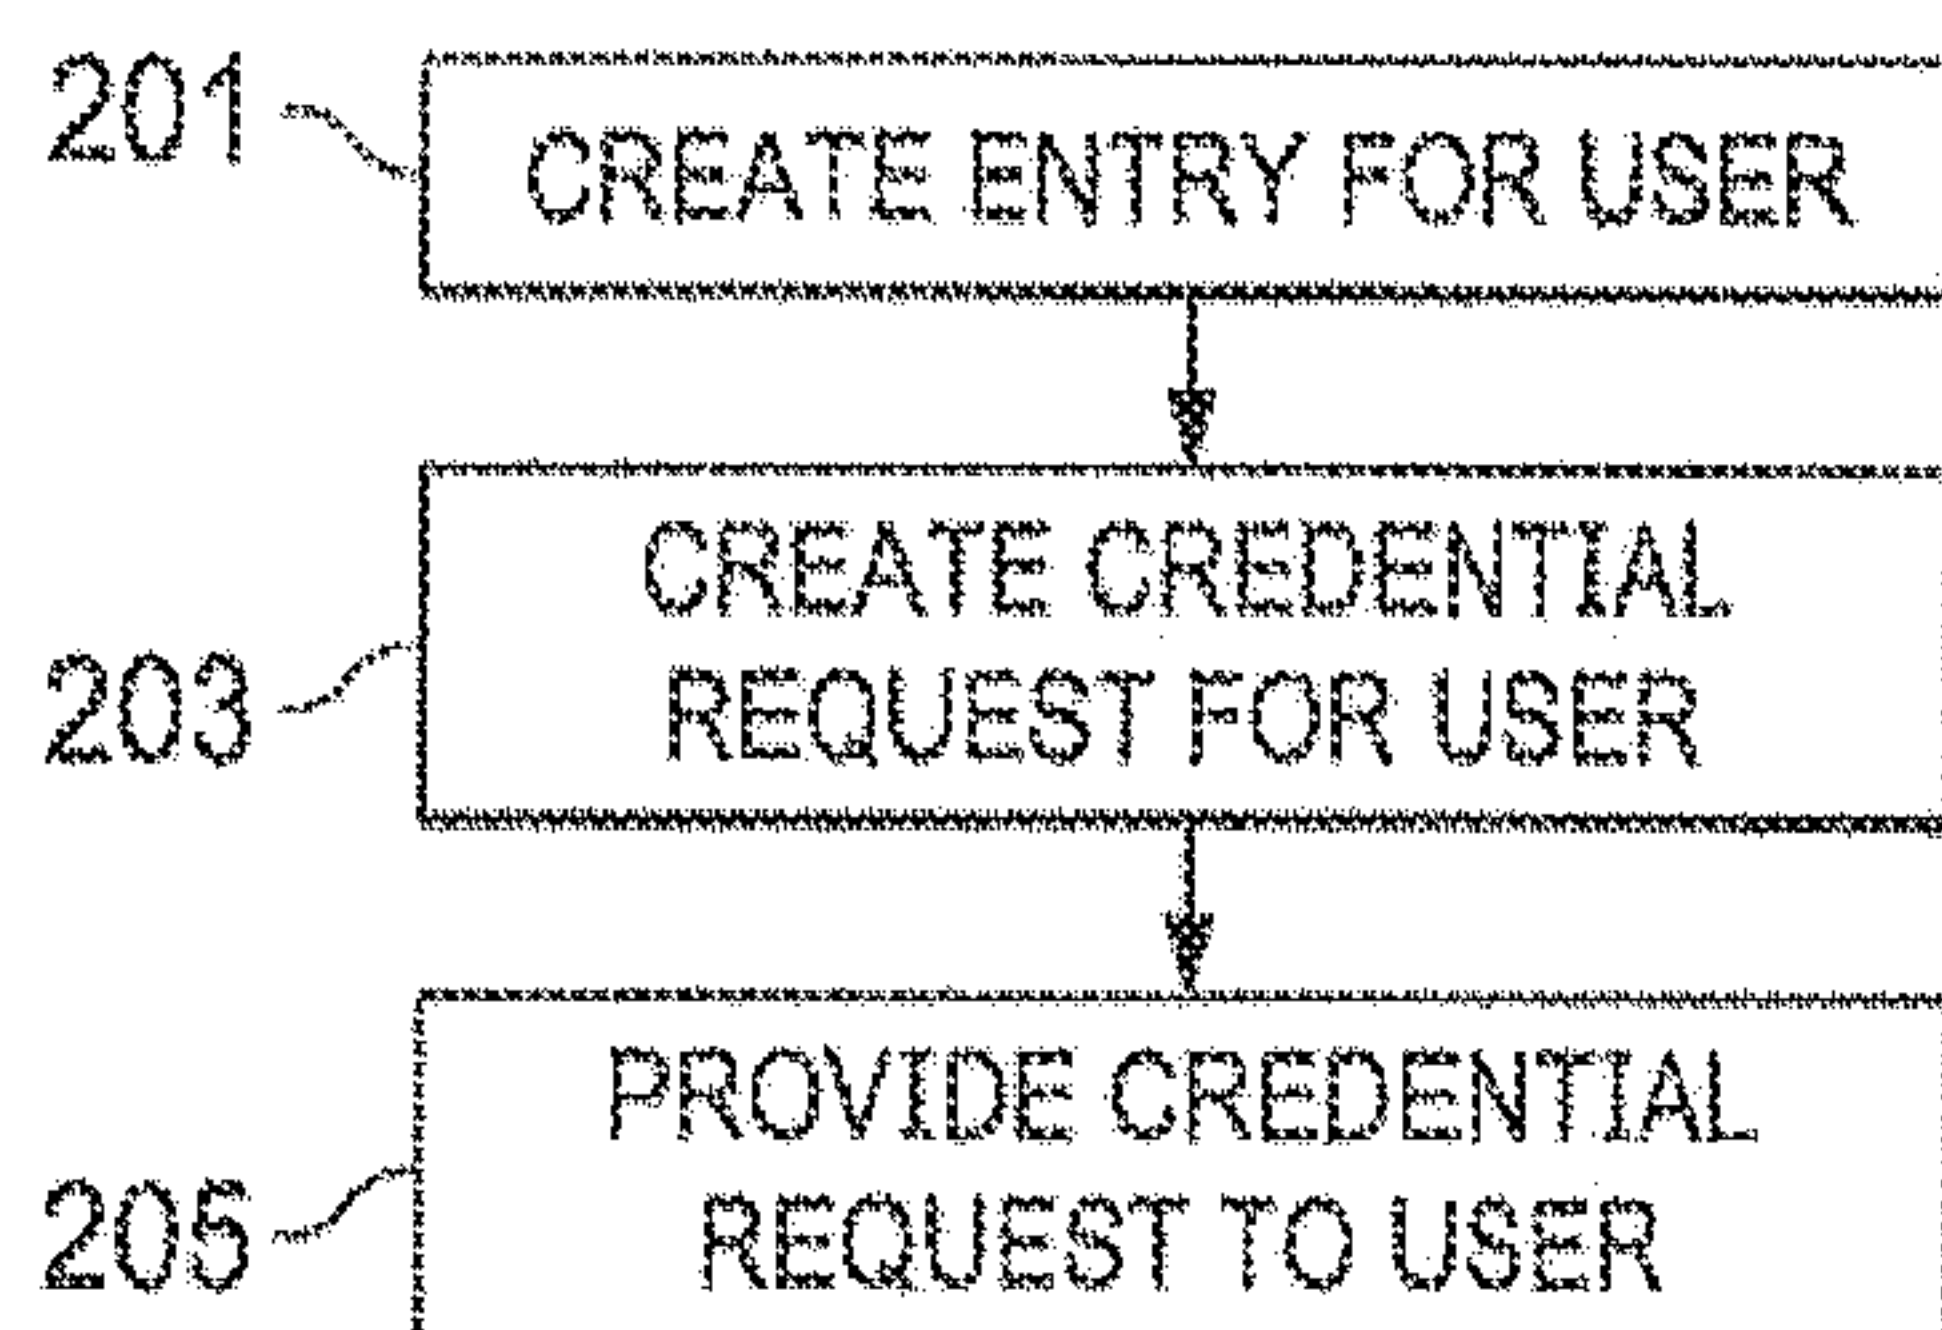 201
CREATE ENTRY FOR USER
CREATE CREDENTIAL
203
REQUEST FOR USER
PROVIDE CREDENTIAL
205
REQUEST TO USER